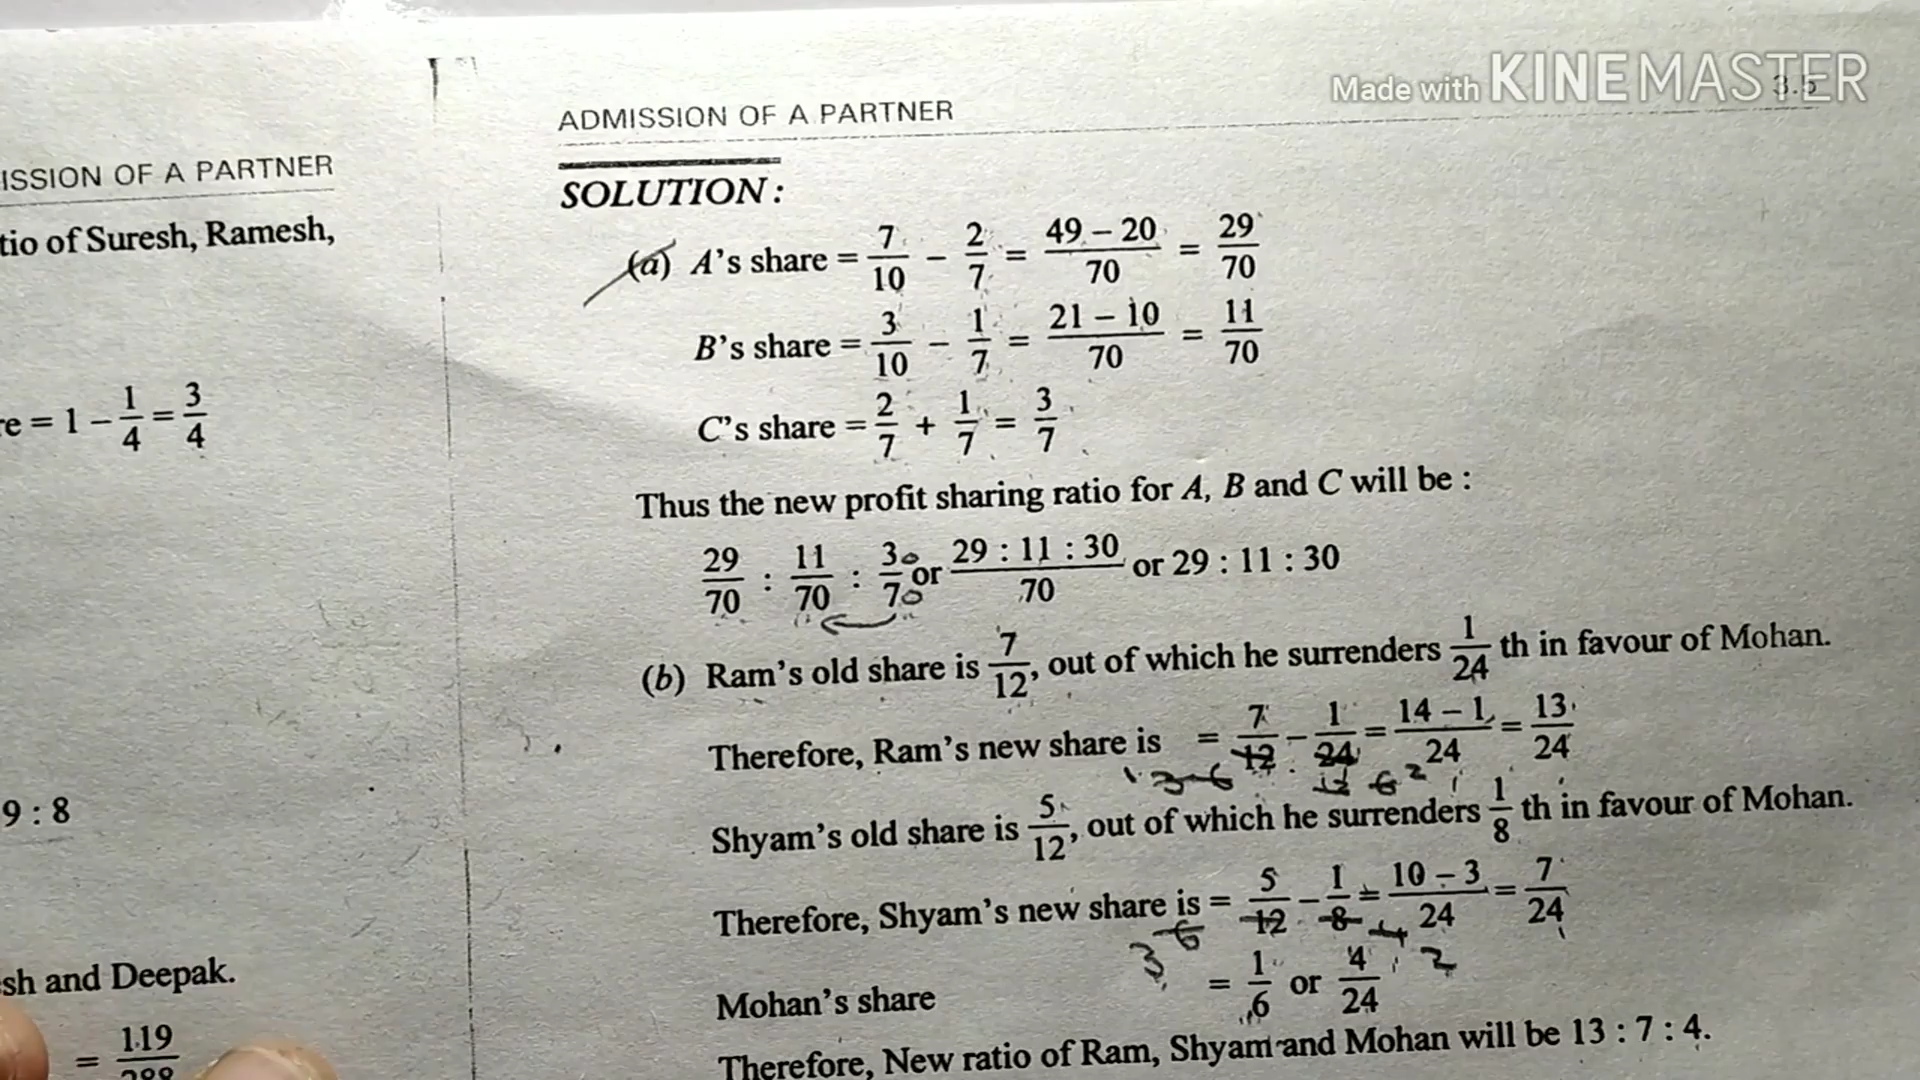 Made with KINEMASTER
3.5
ISSION OF A PARTNER
tio of Suresh, Ramesh,
re = 1 - 1/4 = 3/4
9 : 8
sh and Deepak.
= 119/288
ADMISSION OF A PARTNER
SOLUTION :
(a) A's share = 7/10 - 2/7 = (49 - 20)/70 = 29/70
B's share = 3/10 - 1/7 = (21 - 10)/70 = 11/70
C's share = 2/7 + 1/7 = 3/7
Thus the new profit sharing ratio for A, B and C will be :
29/70 : 11/70 : 30/70 or (29 : 11 : 30)/70 or 29 : 11 : 30
(b) Ram's old share is 7/12, out of which he surrenders 1/24 th in favour of Mohan.
Therefore, Ram's new share is = 7/12 - 1/24 = (14 - 1)/24 = 13/24
Shyam's old share is 5/12, out of which he surrenders 1/8 th in favour of Mohan.
Therefore, Shyam's new share is = 5/12 - 1/8 = (10 - 3)/24 = 7/24
Mohan's share = 1/6 or 4/24
Therefore, New ratio of Ram, Shyam and Mohan will be 13 : 7 : 4.